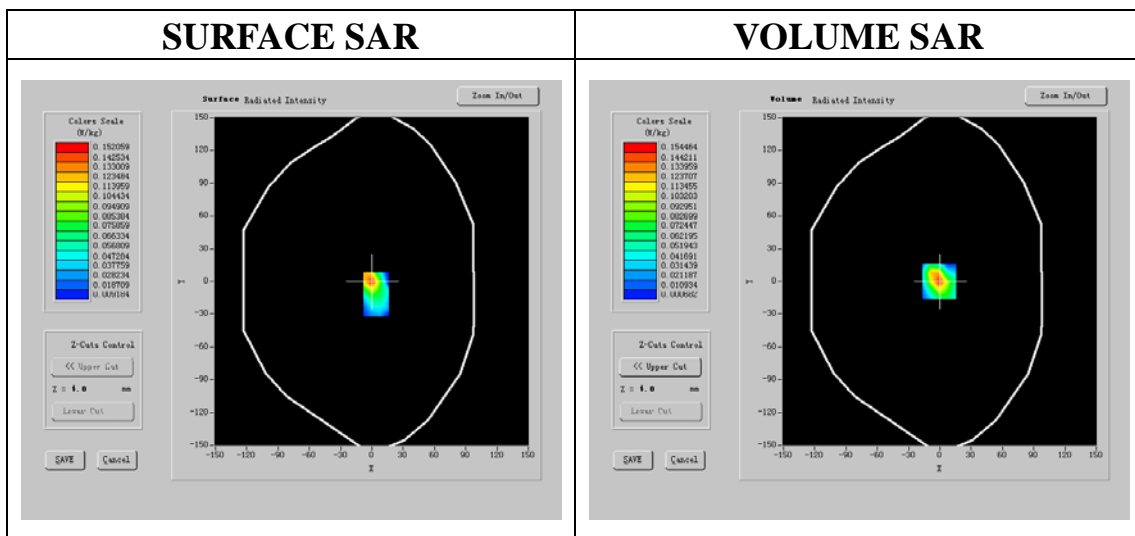 SURFACE SAR
VOLUME SAR
Surface Radiated Intensity
Zoom In/Out
Colors Scale
(W/kg)
0.152059
0.142534
0.133009
0.123484
0.113959
0.104434
0.094909
0.085384
0.075859
0.066334
0.056809
0.047284
0.037759
0.028234
0.018709
0.009184
150
120
90
60
30
0
-30
-60
-90
-120
-150
Y
-150 -120 -90 -60 -30 0 30 60 90 120 150
X
Z-Cuts Control
<< Upper Cut
Z = 4.0 mm
Lower Cut
SAVE Cancel
Volume Radiated Intensity
Zoom In/Out
Colors Scale
(W/kg)
0.154464
0.144211
0.133959
0.123707
0.113455
0.103203
0.092951
0.082699
0.072447
0.062195
0.051943
0.041691
0.031439
0.021187
0.010934
0.000682
150
120
90
60
30
0
-30
-60
-90
-120
-150
Y
-150 -120 -90 -60 -30 0 30 60 90 120 150
X
Z-Cuts Control
<< Upper Cut
Z = 4.0 mm
Lower Cut
SAVE Cancel